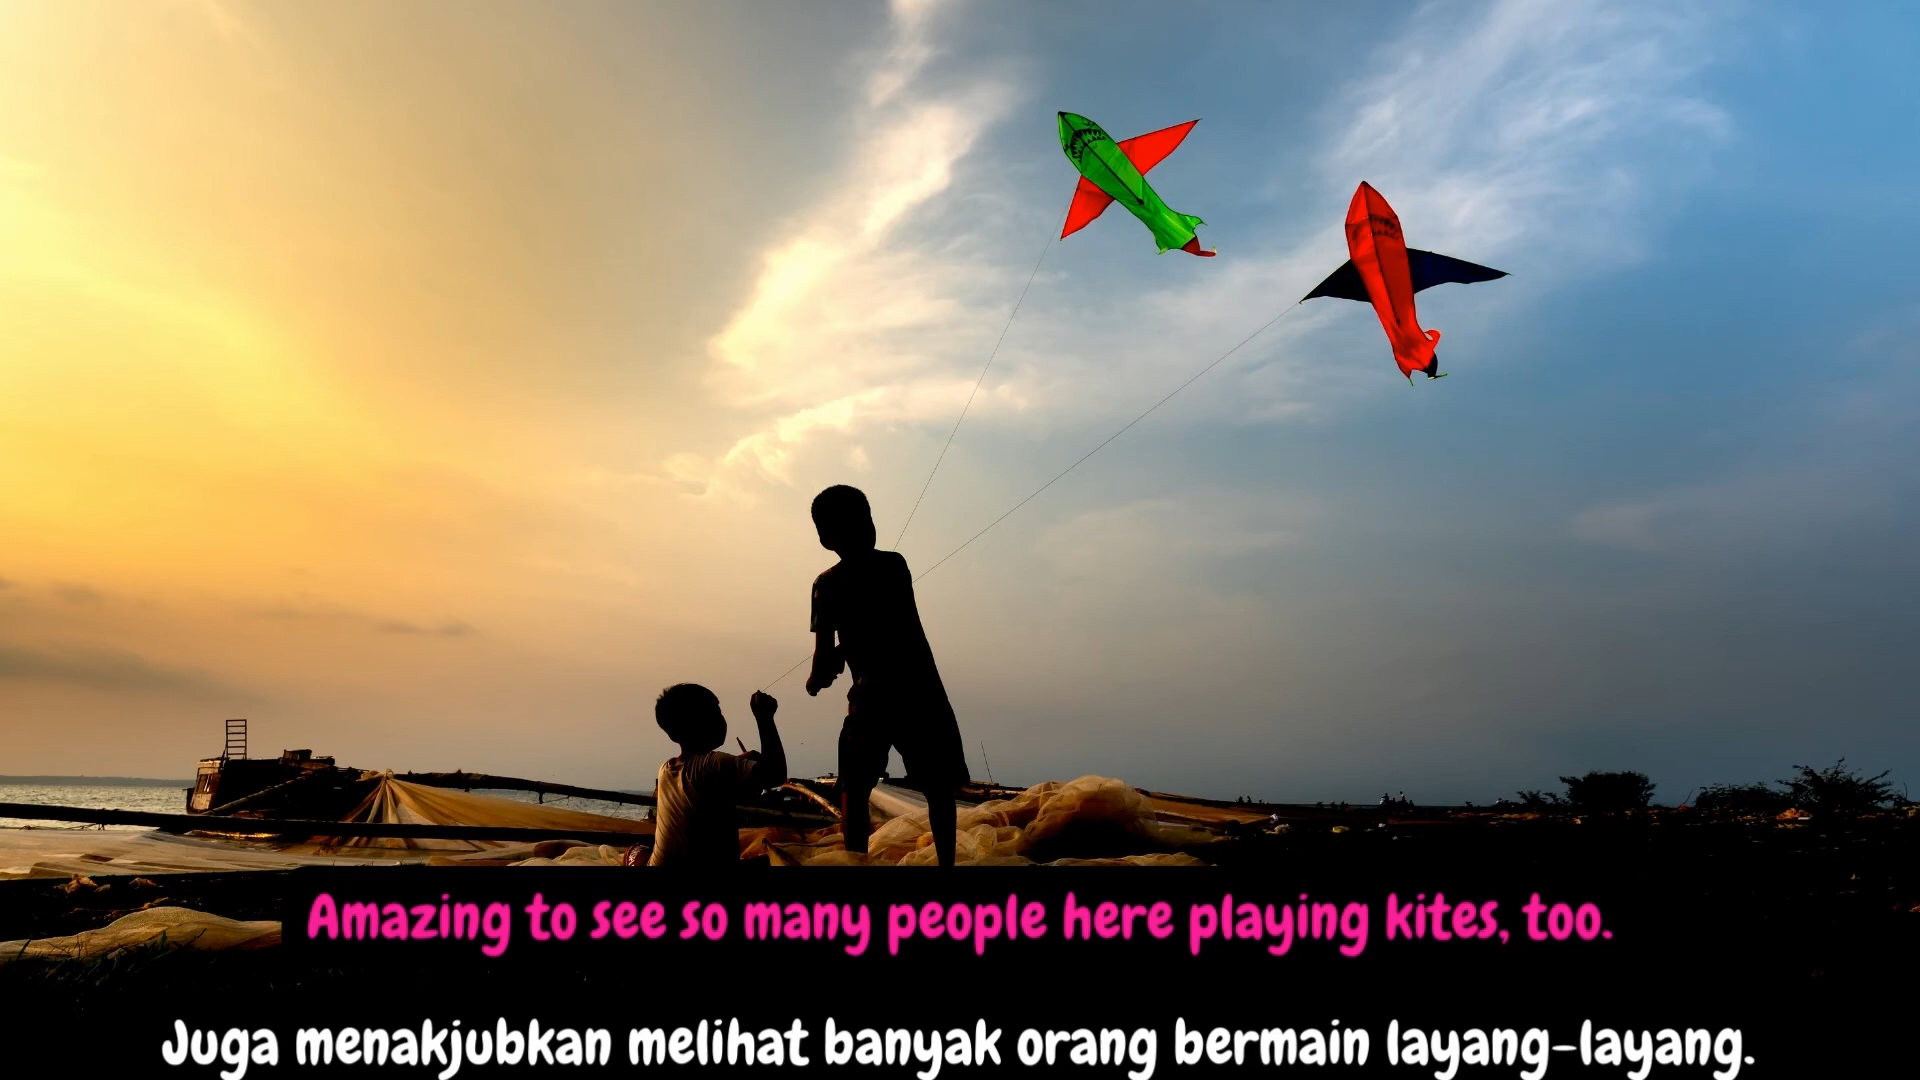 Amazing to see so many people here playing kites, too.
Juga menakjubkan melihat banyak orang bermain layang-layang.